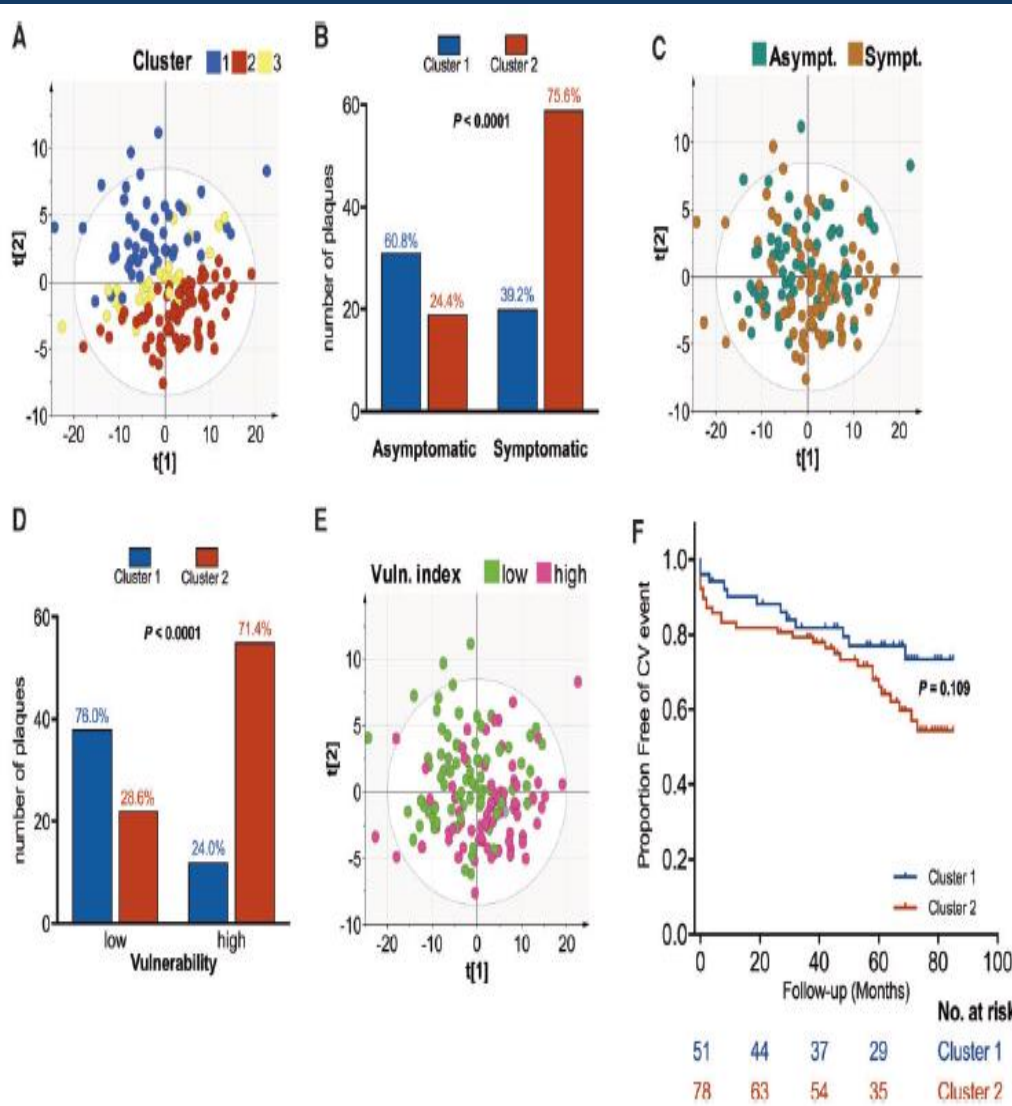 A
Cluster 1 2 3
t[2]
10
5
0
-5
-10
-20 -10 0 10 20
t[1]
B
Cluster 1 Cluster 2
P < 0.0001
number of plaques
60
40
20
0
60.8%
24.4%
39.2%
75.6%
Asymptomatic Symptomatic
C
Asympt. Sympt.
t[2]
10
5
0
-5
-10
-20 -10 0 10 20
t[1]
D
Cluster 1 Cluster 2
P < 0.0001
number of plaques
60
40
20
0
76.0%
28.6%
24.0%
71.4%
low high
Vulnerability
E
Vuln. index low high
t[2]
10
5
0
-5
-10
-20 -10 0 10 20
t[1]
F
Proportion Free of CV event
1.0
0.8
0.6
0.4
0.2
0.0
P = 0.109
Cluster 1
Cluster 2
0 20 40 60 80 100
Follow-up (Months)
No. at risk
51 44 37 29 Cluster 1
78 63 54 35 Cluster 2